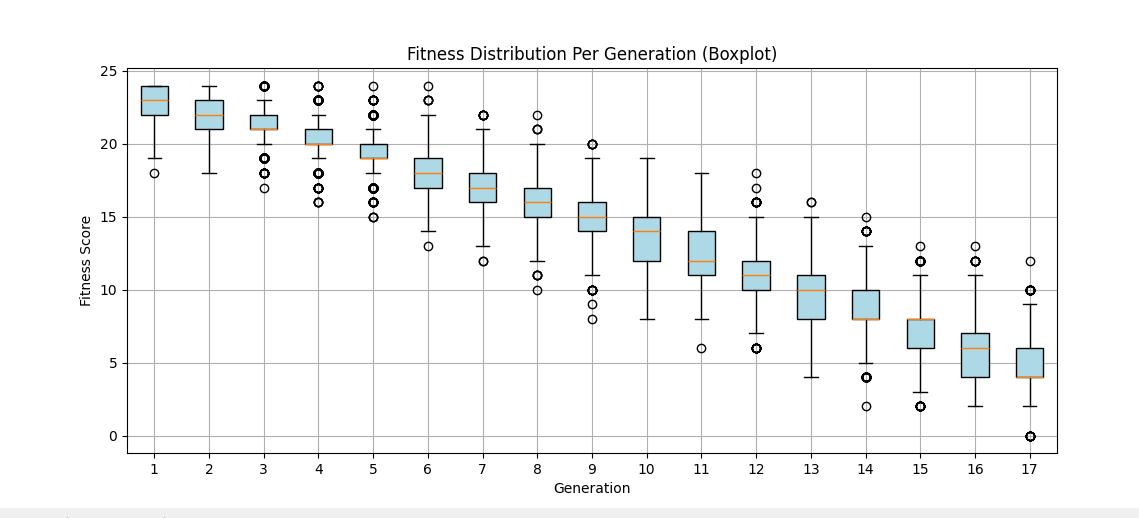 Fitness Distribution Per Generation (Boxplot)
25
20
15
10
5
0
Fitness Score
1 2 3 4 5 6 7 8 9 10 11 12 13 14 15 16 17
Generation